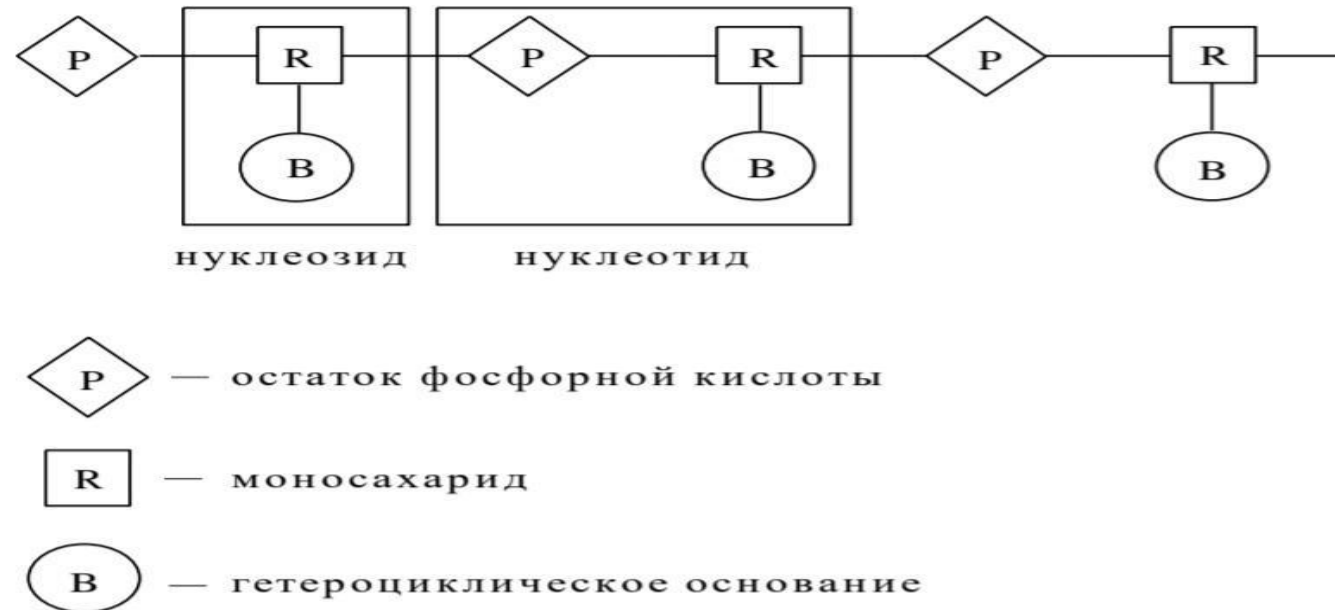 P R P R P R
B B B
нуклеозид нуклеотид
P — остаток фосфорной кислоты
R — моносахарид
B — гетероциклическое основание